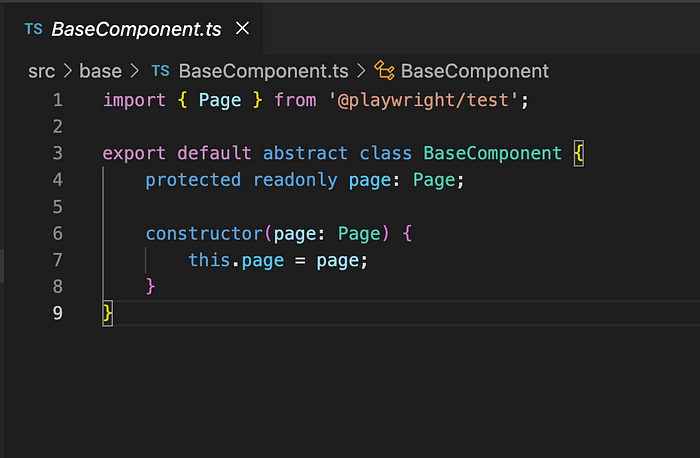 TS BaseComponent.ts ×
src > base > TS BaseComponent.ts > BaseComponent
1 import { Page } from '@playwright/test';
2
3 export default abstract class BaseComponent {
4     protected readonly page: Page;
5
6     constructor(page: Page) {
7         this.page = page;
8     }
9 }